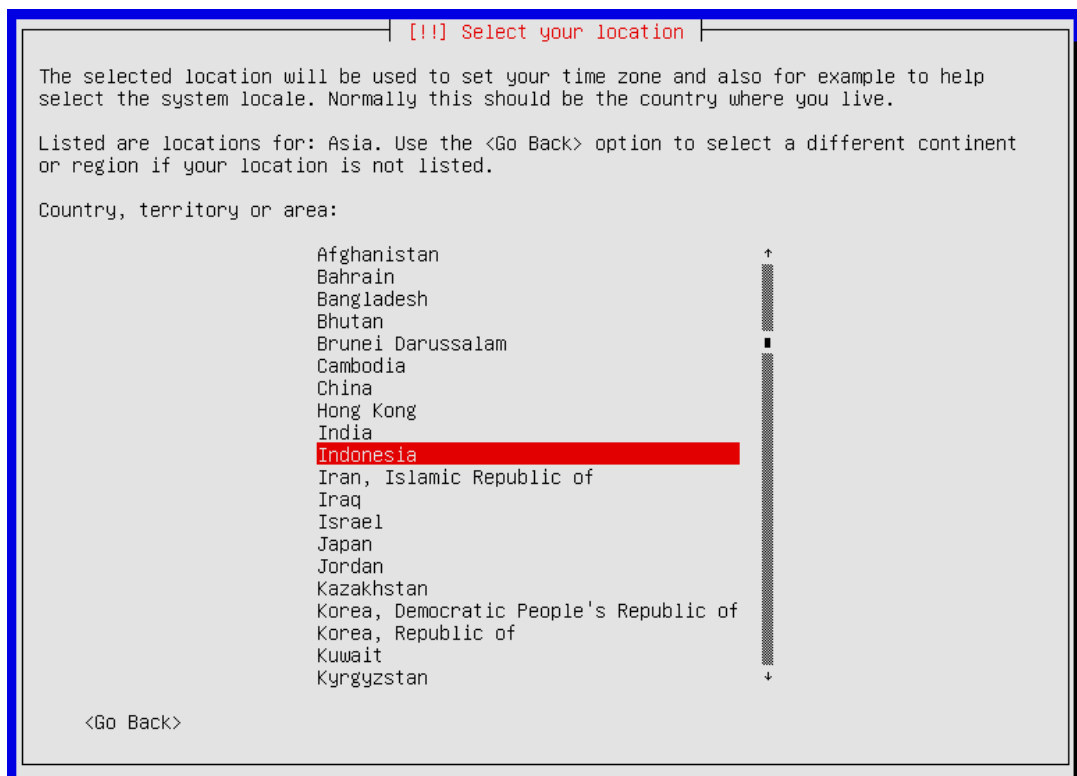 [!!] Select your location
The selected location will be used to set your time zone and also for example to help
select the system locale. Normally this should be the country where you live.
Listed are locations for: Asia. Use the <Go Back> option to select a different continent
or region if your location is not listed.
Country, territory or area:
Afghanistan
Bahrain
Bangladesh
Bhutan
Brunei Darussalam
Cambodia
China
Hong Kong
India
Indonesia
Iran, Islamic Republic of
Iraq
Israel
Japan
Jordan
Kazakhstan
Korea, Democratic People's Republic of
Korea, Republic of
Kuwait
Kyrgyzstan
<Go Back>